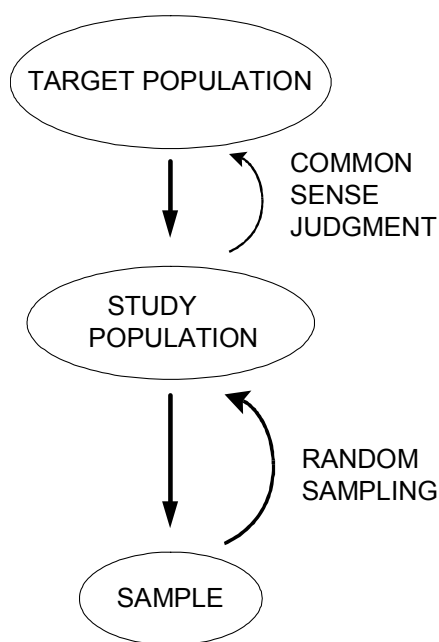 TARGET POPULATION
COMMON
SENSE
JUDGMENT
STUDY
POPULATION
RANDOM
SAMPLING
SAMPLE